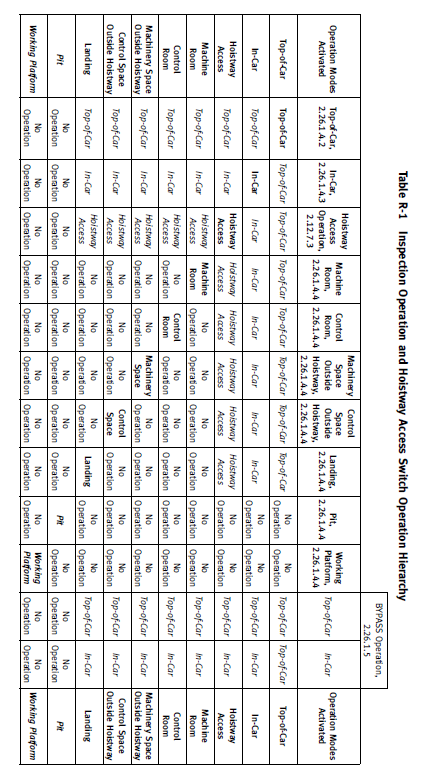 Table R-1 Inspection Operation and Hoistway Access Switch Operation Hierarchy
BYPASS Operation, 2.26.1.5
Operation Modes Activated Top-of-Car, 2.26.1.4.2 In-Car, 2.26.1.4.3 Hoistway Access Operation, 2.12.7.3 Machine Room, 2.26.1.4.4 Control Room, 2.26.1.4.4 Machinery Space Outside Hoistway, 2.26.1.4.4 Control Space Outside Hoistway, 2.26.1.4.4 Landing, 2.26.1.4.4 Pit, 2.26.1.4.4 Working Platform, 2.26.1.4.4 Top-of-Car In-Car Operation Modes Activated
Top-of-Car Top-of-Car Top-of-Car Top-of-Car Top-of-Car Top-of-Car Top-of-Car Top-of-Car Top-of-Car No Operation No Operation Top-of-Car Top-of-Car Top-of-Car
In-Car Top-of-Car In-Car In-Car In-Car In-Car In-Car In-Car In-Car No Operation No Operation Top-of-Car In-Car In-Car
Hoistway Access Top-of-Car In-Car Hoistway Access Hoistway Access Hoistway Access Hoistway Access Hoistway Access Hoistway Access No Operation No Operation Top-of-Car In-Car Hoistway Access
Machine Room Top-of-Car In-Car Hoistway Access Machine Room No Operation No Operation No Operation No Operation No Operation No Operation Top-of-Car In-Car Machine Room
Control Room Top-of-Car In-Car Hoistway Access No Operation Control Room No Operation No Operation No Operation No Operation No Operation Top-of-Car In-Car Control Room
Machinery Space Outside Hoistway Top-of-Car In-Car Hoistway Access No Operation No Operation Machinery Space No Operation No Operation No Operation No Operation Top-of-Car In-Car Machinery Space Outside Hoistway
Control Space Outside Hoistway Top-of-Car In-Car Hoistway Access No Operation No Operation No Operation Control Space No Operation No Operation No Operation Top-of-Car In-Car Control Space Outside Hoistway
Landing Top-of-Car In-Car Hoistway Access No Operation No Operation No Operation No Operation Landing No Operation No Operation Top-of-Car In-Car Landing
Pit No Operation No Operation No Operation No Operation No Operation No Operation No Operation No Operation Pit No Operation No Operation No Operation Pit
Working Platform No Operation No Operation No Operation No Operation No Operation No Operation No Operation No Operation No Operation Working Platform No Operation No Operation Working Platform